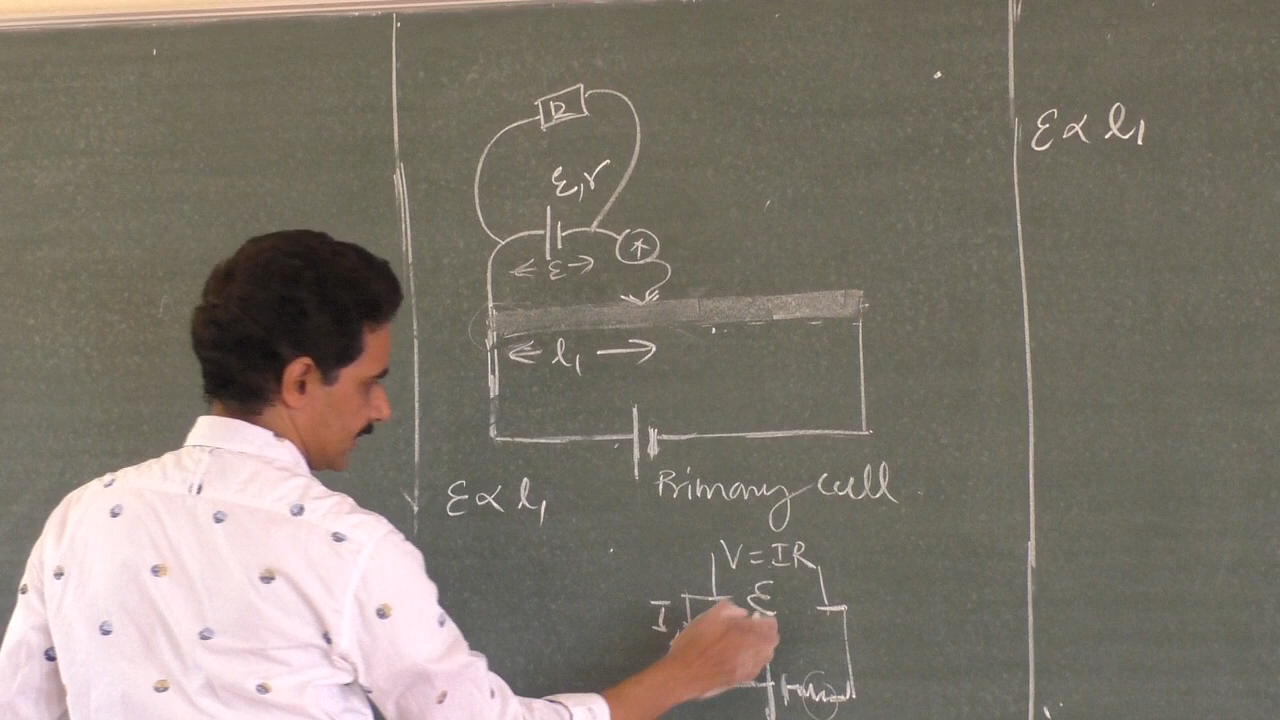 R
ε,r
← ε →
← l₁ →
Primary cell
ε ∝ l₁
V = IR
ε
I
ε ∝ l₁